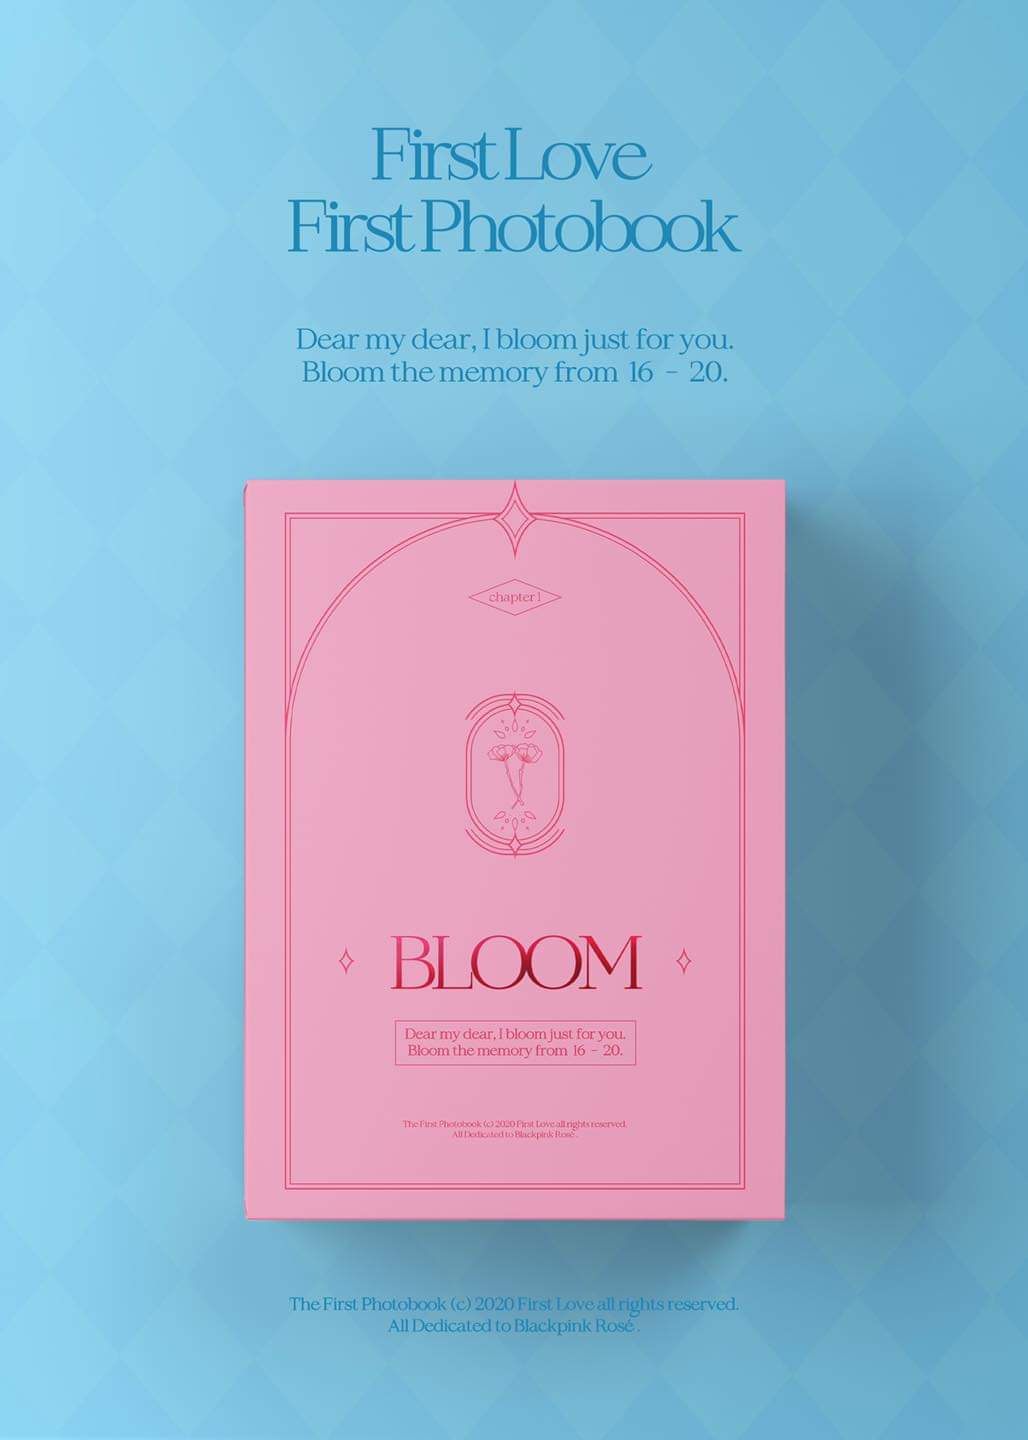 First Love
First Photobook
Dear my dear, I bloom just for you.
Bloom the memory from 16 - 20.
chapter 1
BLOOM
Dear my dear, I bloom just for you.
Bloom the memory from 16 - 20.
The First Photobook (c) 2020 First Love all rights reserved.
All Dedicated to Blackpink Rosé .
The First Photobook (c) 2020 First Love all rights reserved.
All Dedicated to Blackpink Rosé .